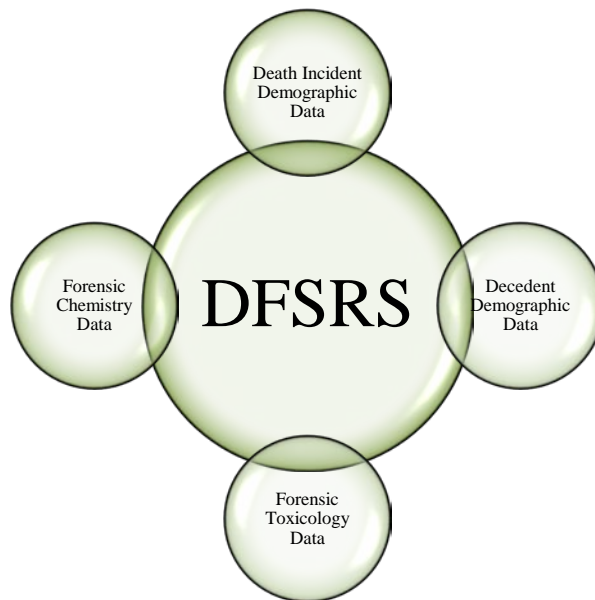 Death Incident
Demographic
Data
Forensic
Chemistry
Data
DFSRS
Decedent
Demographic
Data
Forensic
Toxicology
Data